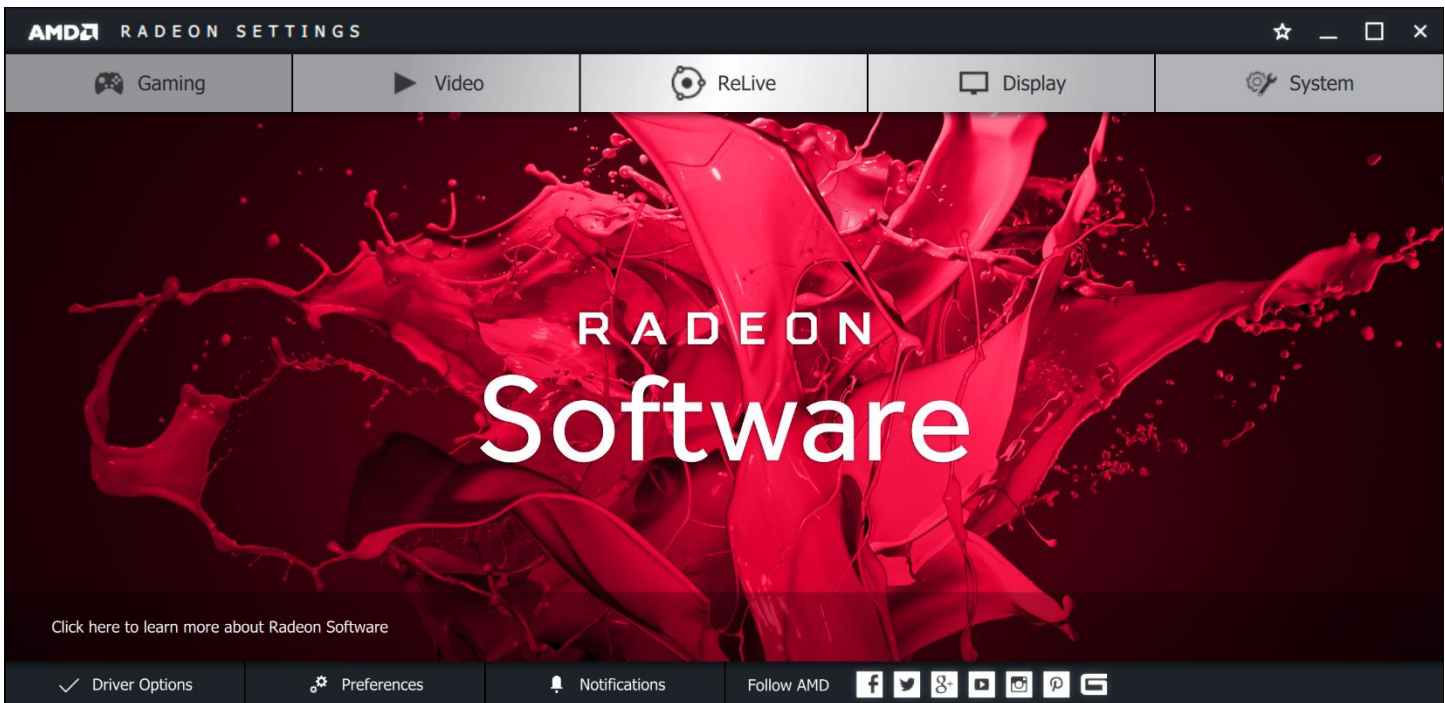 AMD RADEON SETTINGS
Gaming Video ReLive Display System
RADEON
Software
Click here to learn more about Radeon Software
Driver Options Preferences Notifications Follow AMD